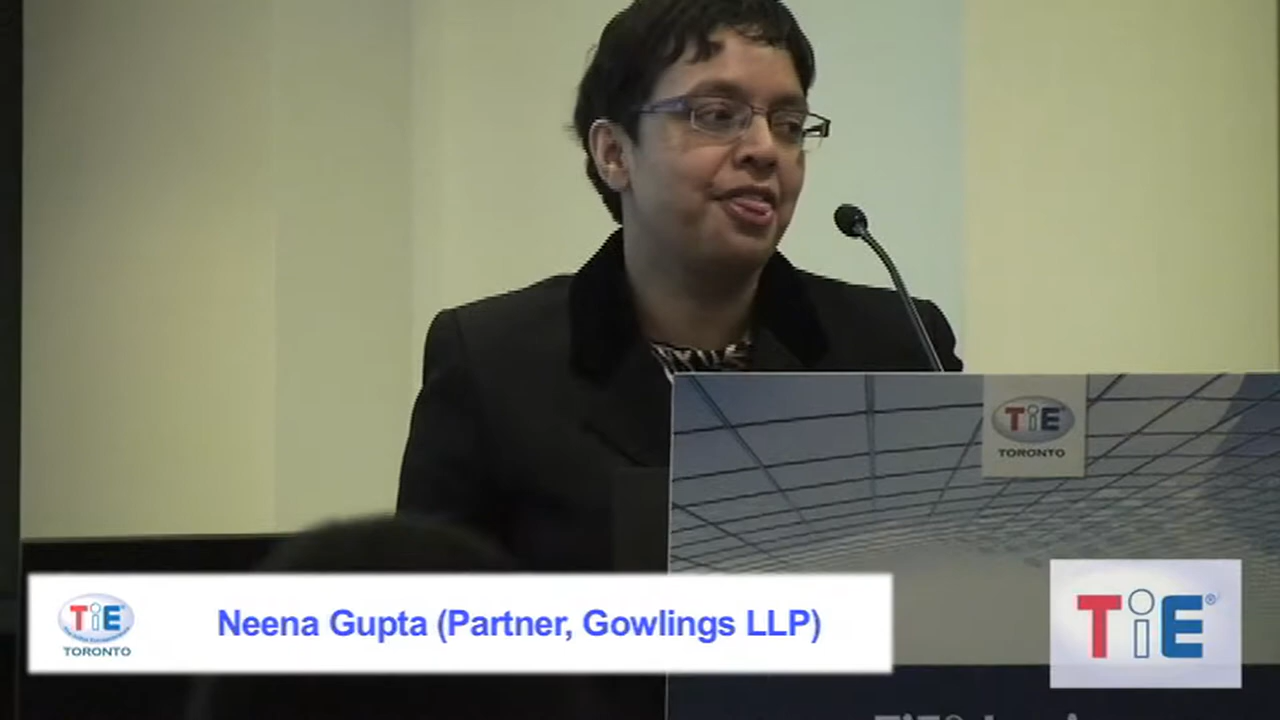 TiE
TORONTO
TiE
TORONTO
Neena Gupta (Partner, Gowlings LLP)
TiE®